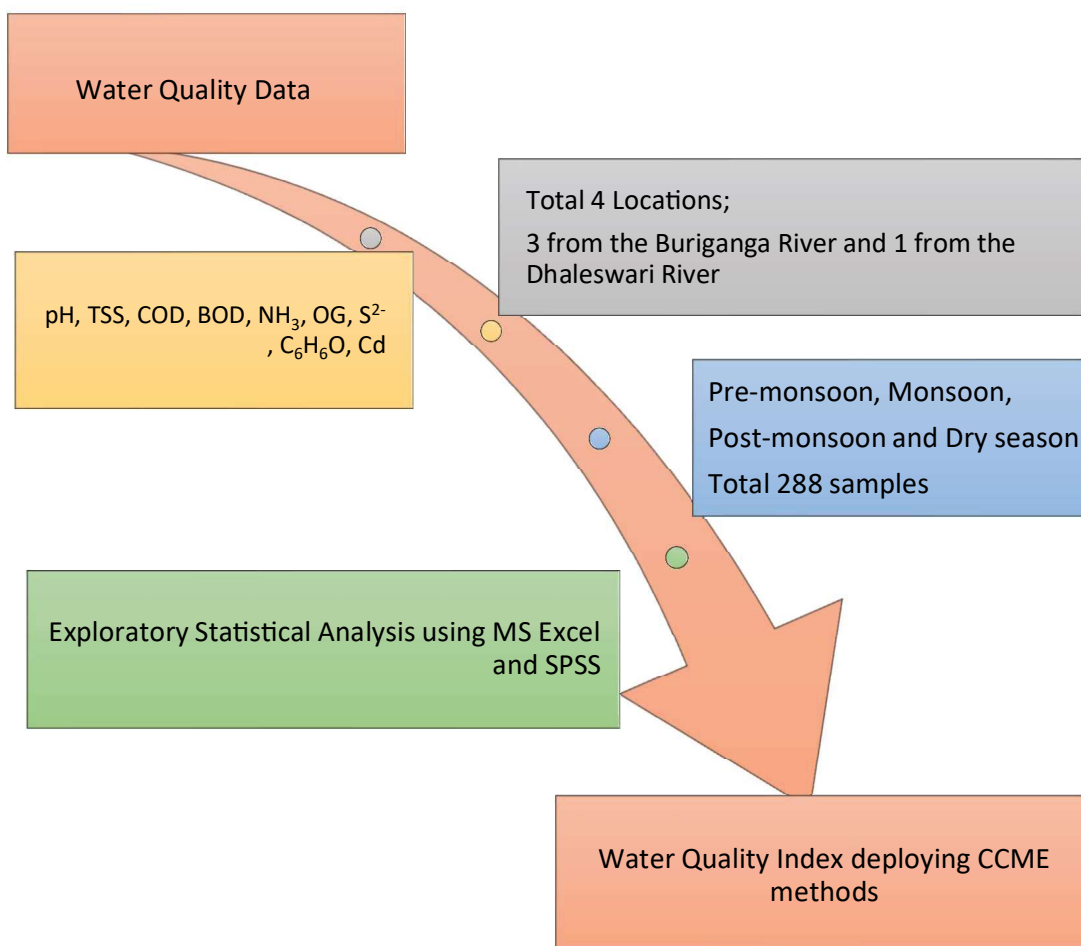 Water Quality Data
Total 4 Locations;
3 from the Buriganga River and 1 from the
Dhaleswari River
pH, TSS, COD, BOD, NH₃, OG, S²⁻
, C₆H₆O, Cd
Pre-monsoon, Monsoon,
Post-monsoon and Dry season
Total 288 samples
Exploratory Statistical Analysis using MS Excel
and SPSS
Water Quality Index deploying CCME
methods